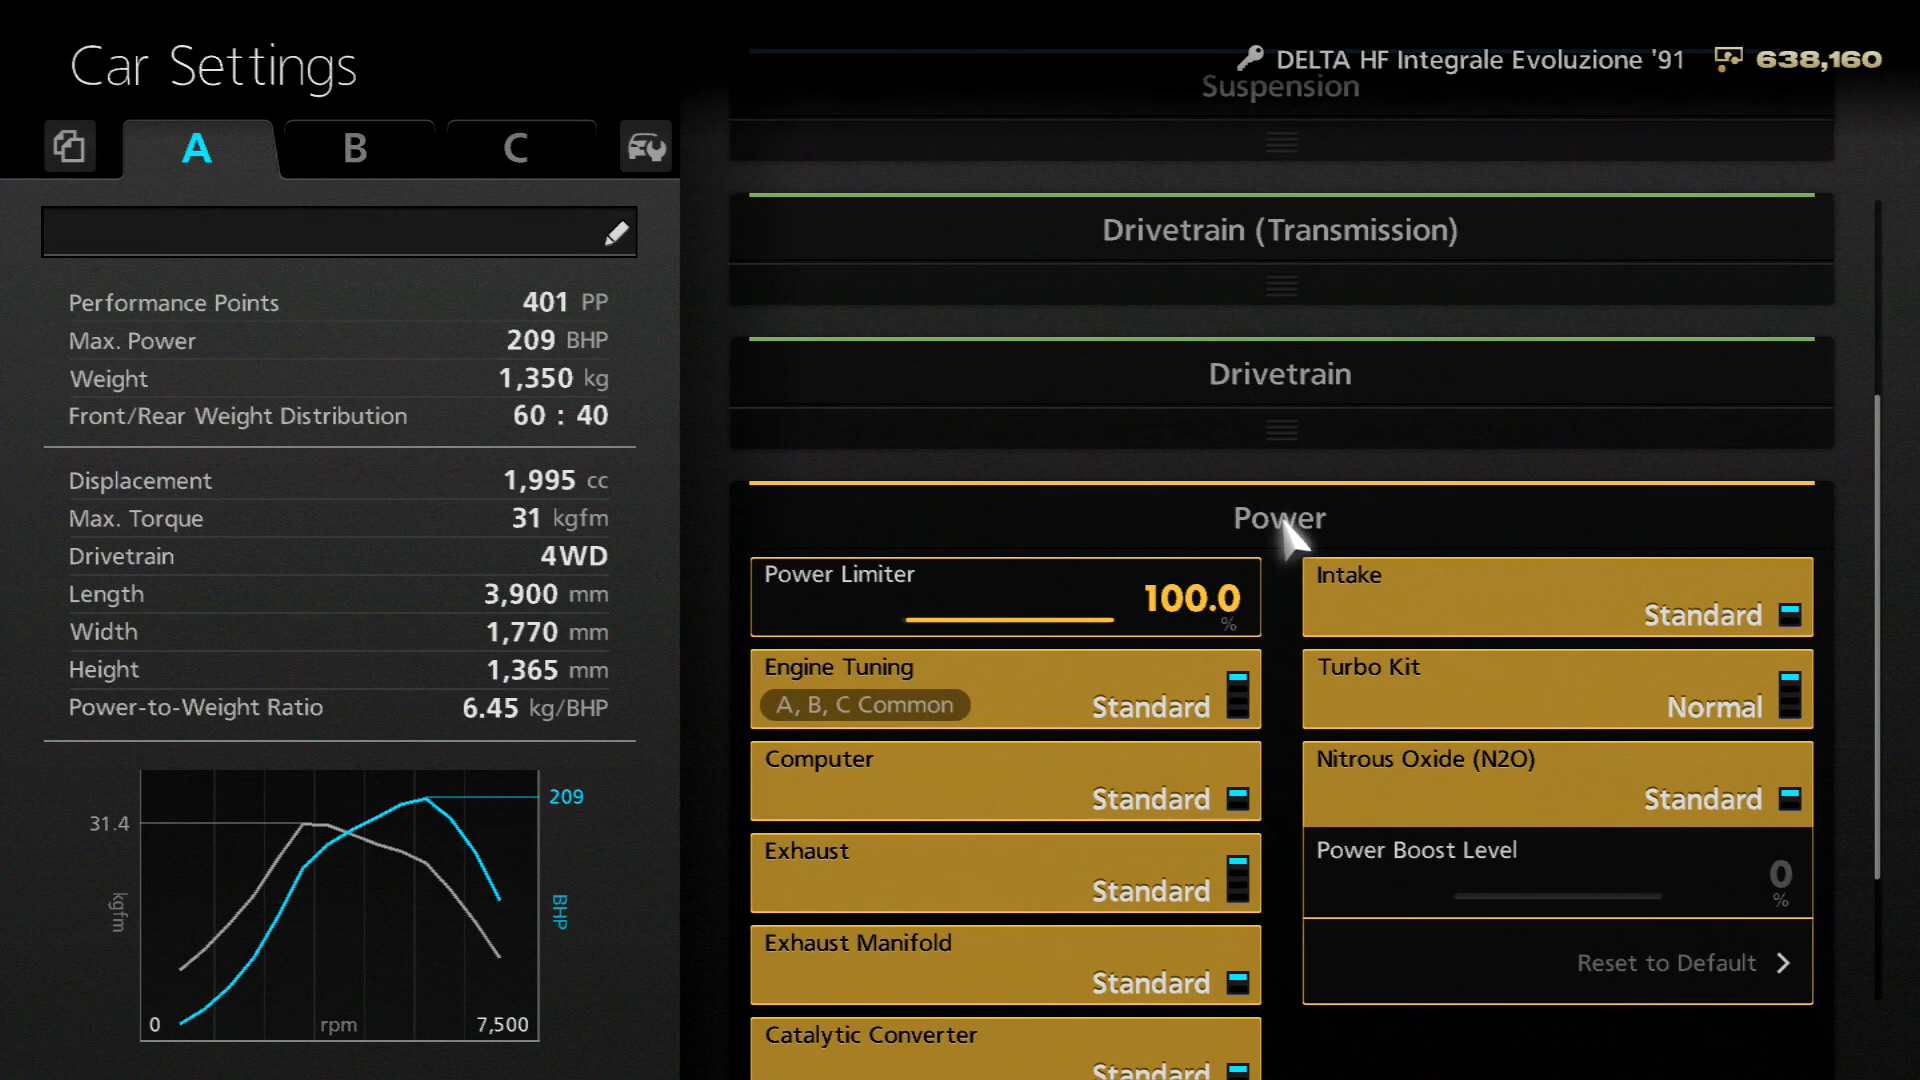 Car Settings
DELTA HF Integrale Evoluzione '91
638,160
A
B
C
Performance Points 401 PP
Max. Power 209 BHP
Weight 1,350 kg
Front/Rear Weight Distribution 60 : 40
Displacement 1,995 cc
Max. Torque 31 kgfm
Drivetrain 4WD
Length 3,900 mm
Width 1,770 mm
Height 1,365 mm
Power-to-Weight Ratio 6.45 kg/BHP
209
31.4
kgfm
BHP
0 rpm 7,500
Suspension
Drivetrain (Transmission)
Drivetrain
Power
Power Limiter
100.0
%
Engine Tuning
A, B, C Common
Standard
Computer
Standard
Exhaust
Standard
Exhaust Manifold
Standard
Catalytic Converter
Standard
Intake
Standard
Turbo Kit
Normal
Nitrous Oxide (N2O)
Standard
Power Boost Level
0
%
Reset to Default